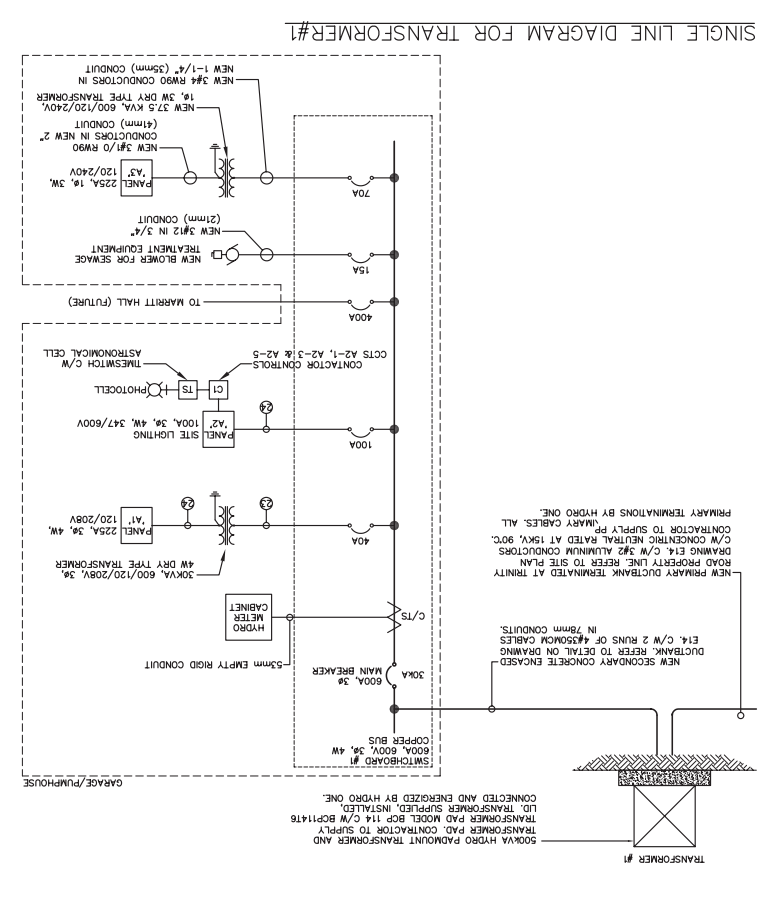 TRANSFORMER #1
500kVA HYDRO PADMOUNT TRANSFORMER AND
TRANSFORMER PAD. CONTRACTOR TO SUPPLY
TRANSFORMER PAD MODEL BCP 114 C/W BCP114T6
LID. TRANSFORMER SUPPLIED, INSTALLED,
CONNECTED AND ENERGIZED BY HYDRO ONE.
GARAGE/PUMPHOUSE
SWITCHBOARD #1
600A, 600V, 3ø, 4W
COPPER BUS
NEW SECONDARY CONCRETE ENCASED
DUCTBANK. REFER TO DETAIL ON DRAWING
E14. C/W 2 RUNS OF 4#350MCM CABLES
IN 78mm CONDUITS.
30kA
600A, 3ø
MAIN BREAKER
53mm EMPTY RIGID CONDUIT
C/TS
HYDRO
METER
CABINET
NEW PRIMARY DUCTBANK TERMINATED AT TRINITY
ROAD PROPERTY LINE. REFER TO SITE PLAN
DRAWING E14. C/W 3#2 ALUMINUM CONDUCTORS
C/W CONCENTRIC NEUTRAL RATED AT 15KV, 90°C.
CONTRACTOR TO SUPPLY PRIMARY CABLES. ALL
PRIMARY TERMINATIONS BY HYDRO ONE.
30KVA, 600/120/208V, 3ø,
4W DRY TYPE TRANSFORMER
40A
23
24
PANEL
"A1"
225A, 3ø, 4W,
120/208V
100A
24
PANEL
"A2"
SITE LIGHTING
100A, 3ø, 4W, 347/600V
C1
TS
PHOTOCELL
CONTACTOR CONTROLS
CCTS A2-1, A2-3 & A2-5
TIMESWITCH C/W
ASTRONOMICAL CELL
400A
TO MARRITT HALL (FUTURE)
15A
NEW BLOWER FOR SEWAGE
TREATMENT EQUIPMENT
NEW 3#12 IN 3/4"
(21mm) CONDUIT
70A
PANEL
"A3"
225A, 1ø, 3W,
120/240V
NEW 3#1/0 RW90
CONDUCTORS IN NEW 2"
(41mm) CONDUIT
NEW 37.5 KVA, 600/120/240V,
1ø, 3W DRY TYPE TRANSFORMER
NEW 3#4 RW90 CONDUCTORS IN
NEW 1-1/4" (35mm) CONDUIT
SINGLE LINE DIAGRAM FOR TRANSFORMER#1